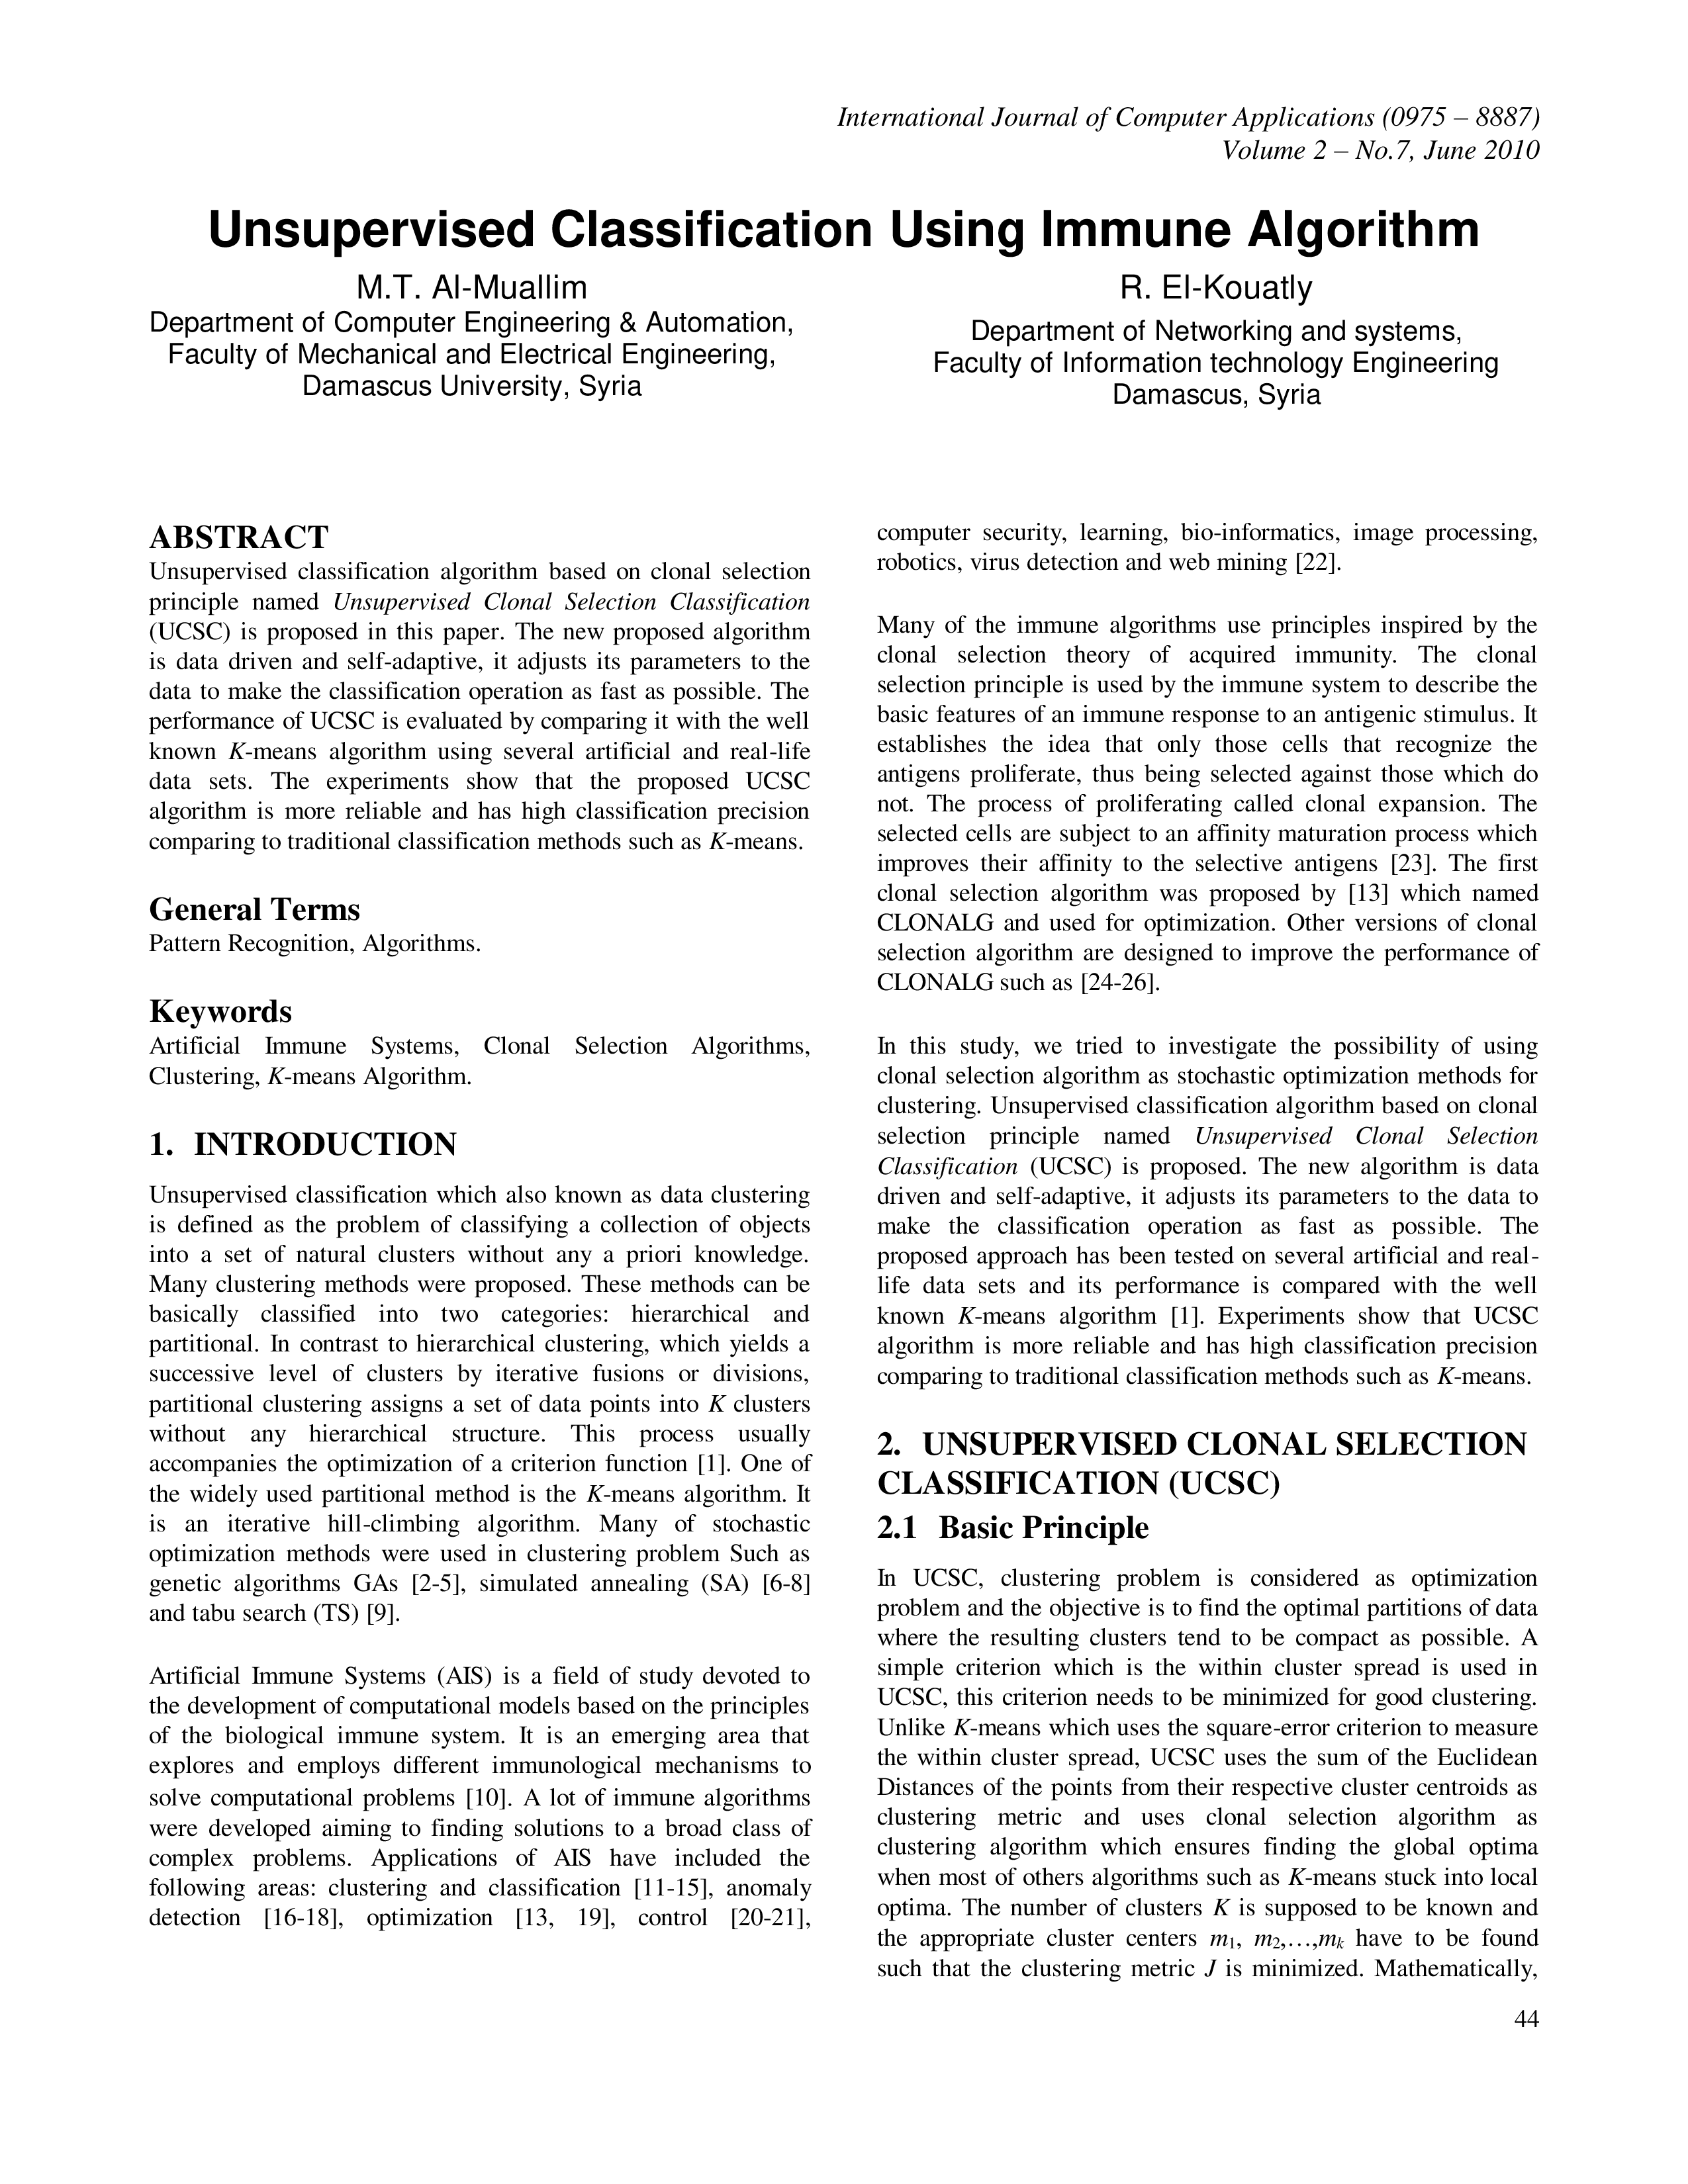 International Journal of Computer Applications (0975 – 8887)
Volume 2 – No.7, June 2010
Unsupervised Classification Using Immune Algorithm
M.T. Al-Muallim
Department of Computer Engineering & Automation,
Faculty of Mechanical and Electrical Engineering,
Damascus University, Syria
R. El-Kouatly
Department of Networking and systems,
Faculty of Information technology Engineering
Damascus, Syria
ABSTRACT
Unsupervised classification algorithm based on clonal selection
principle named Unsupervised Clonal Selection Classification
(UCSC) is proposed in this paper. The new proposed algorithm
is data driven and self-adaptive, it adjusts its parameters to the
data to make the classification operation as fast as possible. The
performance of UCSC is evaluated by comparing it with the well
known K-means algorithm using several artificial and real-life
data sets. The experiments show that the proposed UCSC
algorithm is more reliable and has high classification precision
comparing to traditional classification methods such as K-means.
General Terms
Pattern Recognition, Algorithms.
Keywords
Artificial Immune Systems, Clonal Selection Algorithms,
Clustering, K-means Algorithm.
1. INTRODUCTION
Unsupervised classification which also known as data clustering
is defined as the problem of classifying a collection of objects
into a set of natural clusters without any a priori knowledge.
Many clustering methods were proposed. These methods can be
basically classified into two categories: hierarchical and
partitional. In contrast to hierarchical clustering, which yields a
successive level of clusters by iterative fusions or divisions,
partitional clustering assigns a set of data points into K clusters
without any hierarchical structure. This process usually
accompanies the optimization of a criterion function [1]. One of
the widely used partitional method is the K-means algorithm. It
is an iterative hill-climbing algorithm. Many of stochastic
optimization methods were used in clustering problem Such as
genetic algorithms GAs [2-5], simulated annealing (SA) [6-8]
and tabu search (TS) [9].
Artificial Immune Systems (AIS) is a field of study devoted to
the development of computational models based on the principles
of the biological immune system. It is an emerging area that
explores and employs different immunological mechanisms to
solve computational problems [10]. A lot of immune algorithms
were developed aiming to finding solutions to a broad class of
complex problems. Applications of AIS have included the
following areas: clustering and classification [11-15], anomaly
detection [16-18], optimization [13, 19], control [20-21],
computer security, learning, bio-informatics, image processing,
robotics, virus detection and web mining [22].
Many of the immune algorithms use principles inspired by the
clonal selection theory of acquired immunity. The clonal
selection principle is used by the immune system to describe the
basic features of an immune response to an antigenic stimulus. It
establishes the idea that only those cells that recognize the
antigens proliferate, thus being selected against those which do
not. The process of proliferating called clonal expansion. The
selected cells are subject to an affinity maturation process which
improves their affinity to the selective antigens [23]. The first
clonal selection algorithm was proposed by [13] which named
CLONALG and used for optimization. Other versions of clonal
selection algorithm are designed to improve the performance of
CLONALG such as [24-26].
In this study, we tried to investigate the possibility of using
clonal selection algorithm as stochastic optimization methods for
clustering. Unsupervised classification algorithm based on clonal
selection principle named Unsupervised Clonal Selection
Classification (UCSC) is proposed. The new algorithm is data
driven and self-adaptive, it adjusts its parameters to the data to
make the classification operation as fast as possible. The
proposed approach has been tested on several artificial and real-
life data sets and its performance is compared with the well
known K-means algorithm [1]. Experiments show that UCSC
algorithm is more reliable and has high classification precision
comparing to traditional classification methods such as K-means.
2. UNSUPERVISED CLONAL SELECTION
CLASSIFICATION (UCSC)
2.1 Basic Principle
In UCSC, clustering problem is considered as optimization
problem and the objective is to find the optimal partitions of data
where the resulting clusters tend to be compact as possible. A
simple criterion which is the within cluster spread is used in
UCSC, this criterion needs to be minimized for good clustering.
Unlike K-means which uses the square-error criterion to measure
the within cluster spread, UCSC uses the sum of the Euclidean
Distances of the points from their respective cluster centroids as
clustering metric and uses clonal selection algorithm as
clustering algorithm which ensures finding the global optima
when most of others algorithms such as K-means stuck into local
optima. The number of clusters K is supposed to be known and
the appropriate cluster centers m1, m2,…,mk have to be found
such that the clustering metric J is minimized. Mathematically,
44